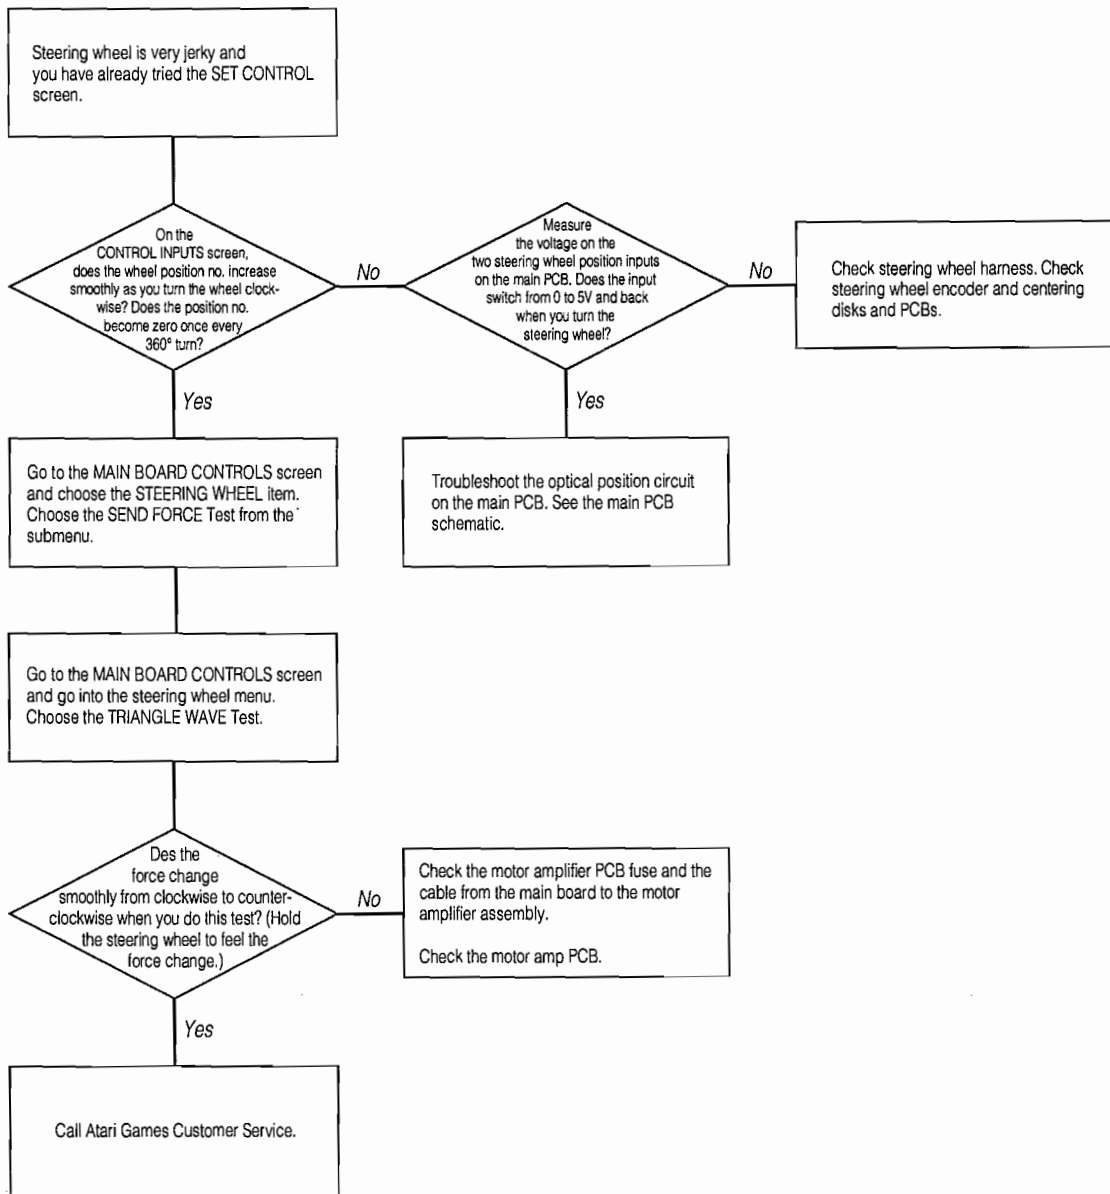 Steering wheel is very jerky and
you have already tried the SET CONTROL
screen.
On the
CONTROL INPUTS screen,
does the wheel position no. increase
smoothly as you turn the wheel clock-
wise? Does the position no.
become zero once every
360° turn?
No
Measure
the voltage on the
two steering wheel position inputs
on the main PCB. Does the input
switch from 0 to 5V and back
when you turn the
steering wheel?
No
Check steering wheel harness. Check
steering wheel encoder and centering
disks and PCBs.
Yes
Yes
Go to the MAIN BOARD CONTROLS screen
and choose the STEERING WHEEL item.
Choose the SEND FORCE Test from the
submenu.
Troubleshoot the optical position circuit
on the main PCB. See the main PCB
schematic.
Go to the MAIN BOARD CONTROLS screen
and go into the steering wheel menu.
Choose the TRIANGLE WAVE Test.
Des the
force change
smoothly from clockwise to counter-
clockwise when you do this test? (Hold
the steering wheel to feel the
force change.)
No
Check the motor amplifier PCB fuse and the
cable from the main board to the motor
amplifier assembly.
Check the motor amp PCB.
Yes
Call Atari Games Customer Service.